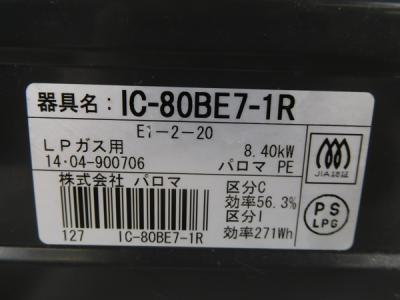 器具名：IC-80BE7-1R
E1-2-20
LPガス用 8.40kW
14・04-900706 パロマ PE
株式会社 パロマ
区分C
効率56.3%
区分I
効率271Wh
127 IC-80BE7-1R
JIA認証
PS
LPG